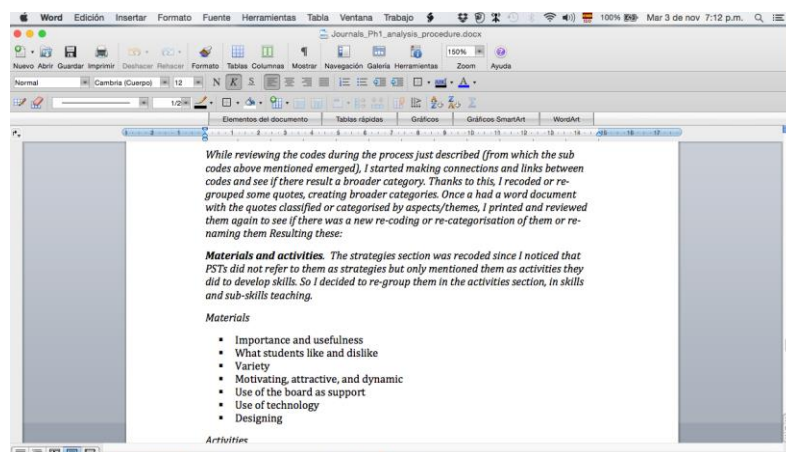 Word Edición Insertar Formato Fuente Herramientas Tabla Ventana Trabajo 100% Mar 3 de nov 7:12 p.m.
Journals_Ph1_analysis_procedure.docx
150%
Nuevo Abrir Guardar Imprimir Deshacer Rehacer Formato Tablas Columnas Mostrar Navegación Galería Herramientas Zoom Ayuda
Normal Cambria (Cuerpo) 12 N K S
1/2
Elementos del documento Tablas rápidas Gráficos Gráficos SmartArt WordArt
While reviewing the codes during the process just described (from which the sub
codes above mentioned emerged), I started making connections and links between
codes and see if there result a broader category. Thanks to this, I recoded or re-
grouped some quotes, creating broader categories. Once a had a word document
with the quotes classified or categorised by aspects/themes, I printed and reviewed
them again to see if there was a new re-coding or re-categorisation of them or re-
naming them Resulting these:
Materials and activities. The strategies section was recoded since I noticed that
PSTs did not refer to them as strategies but only mentioned them as activities they
did to develop skills. So I decided to re-group them in the activities section, in skills
and sub-skills teaching.
Materials
▪ Importance and usefulness
▪ What students like and dislike
▪ Variety
▪ Motivating, attractive, and dynamic
▪ Use of the board as support
▪ Use of technology
▪ Designing
Activities